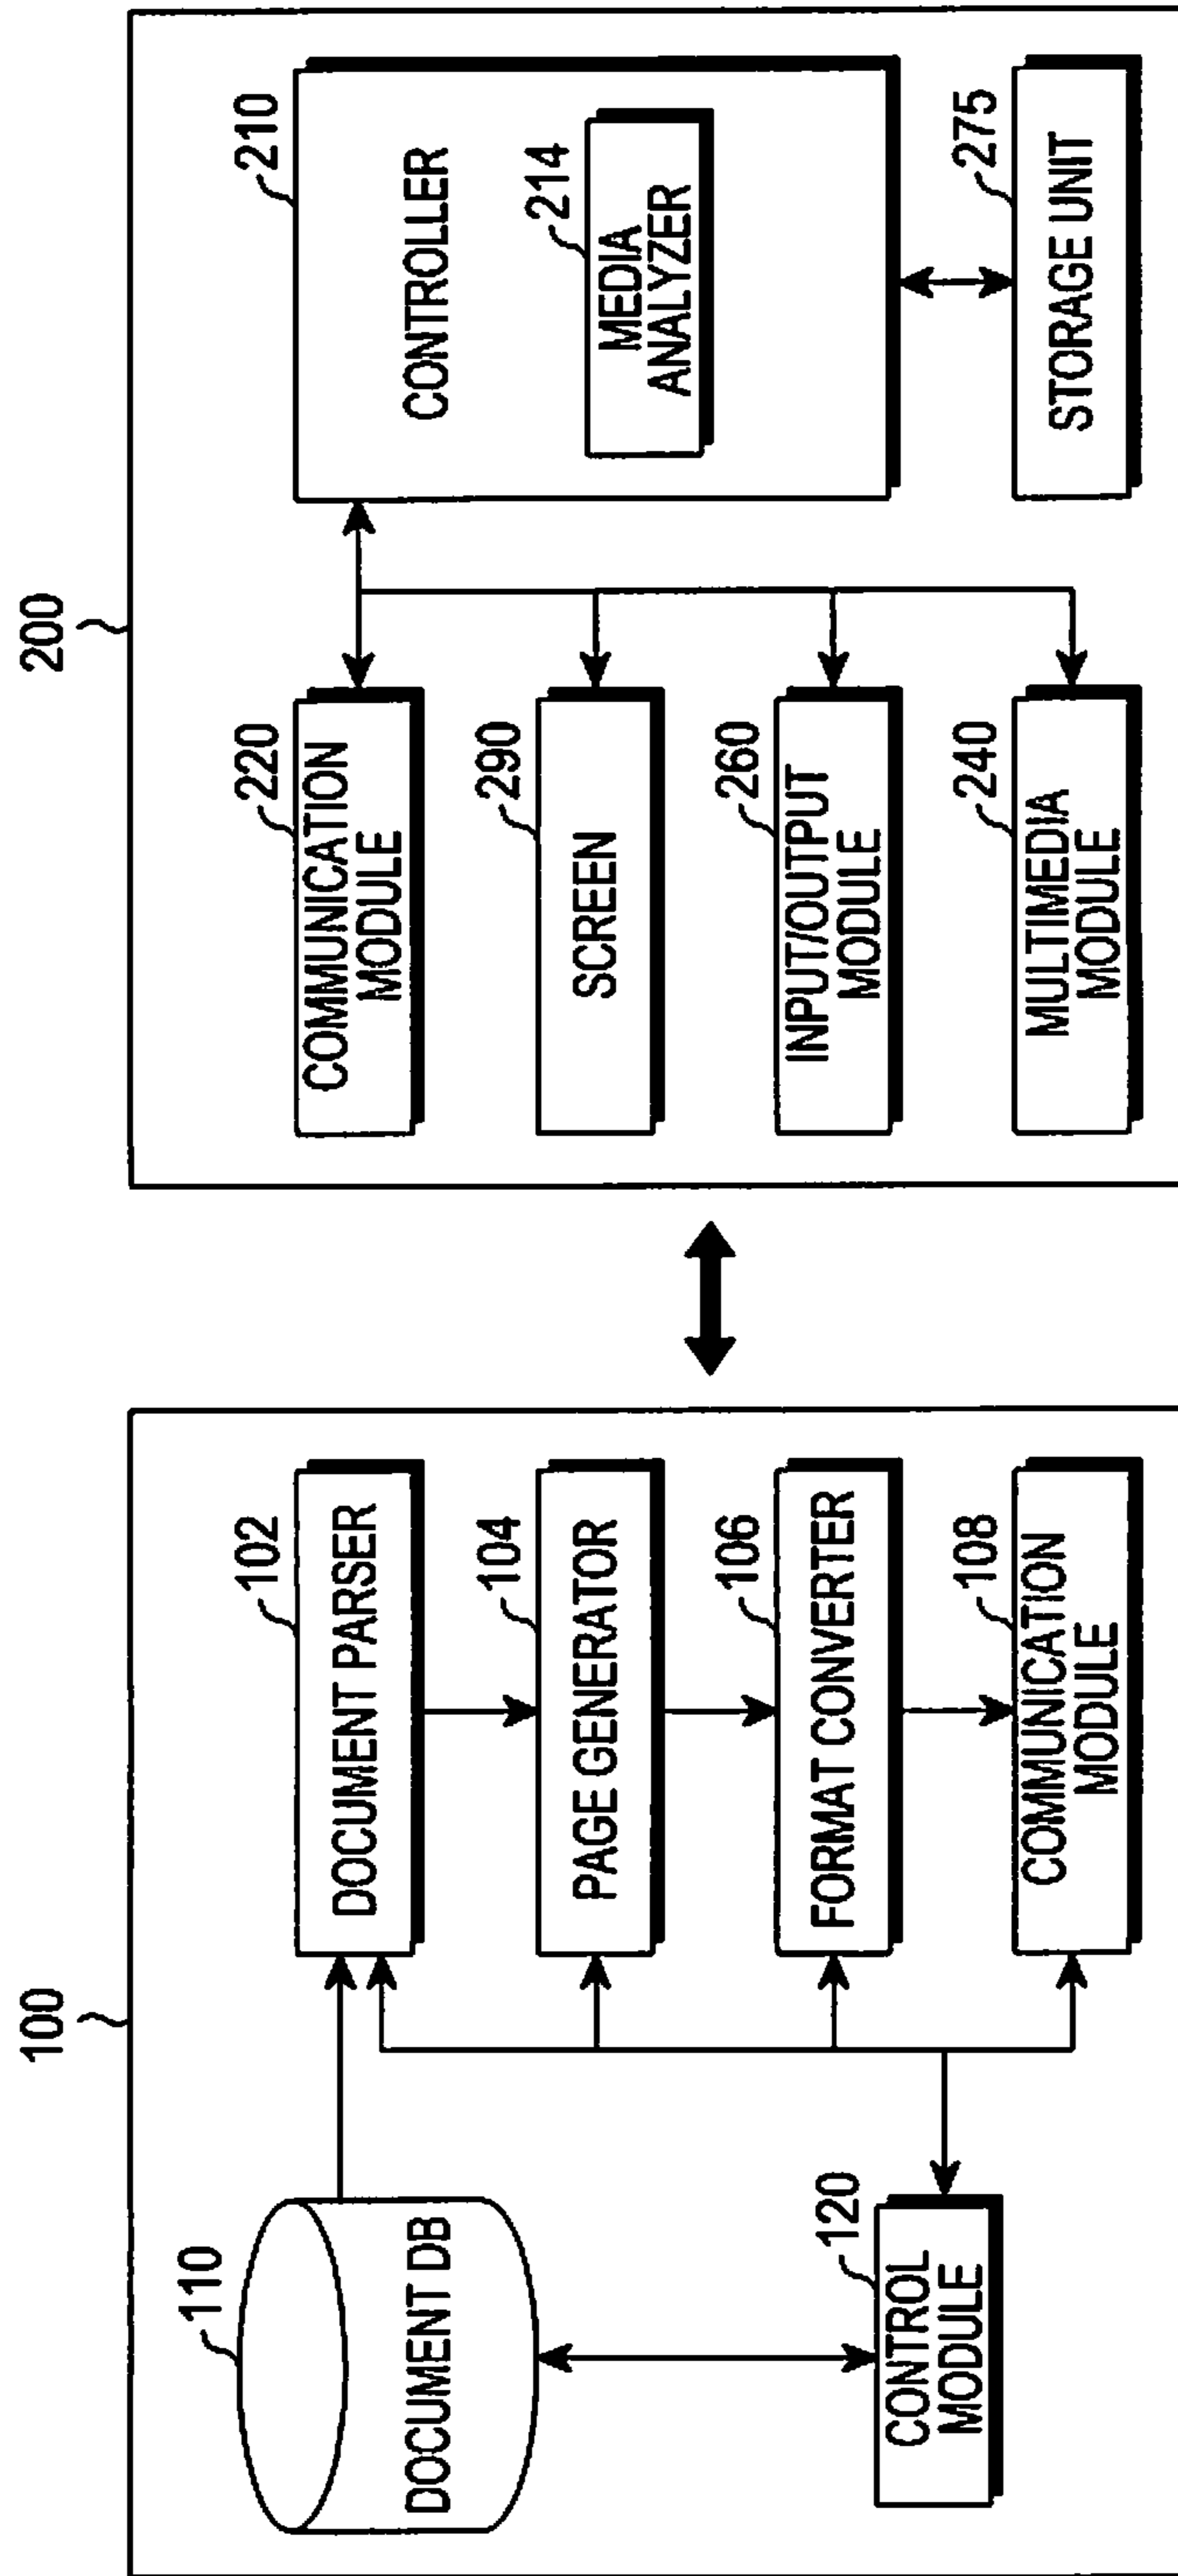 100
110
DOCUMENT DB
120
CONTROL
MODULE
102
DOCUMENT PARSER
104
PAGE GENERATOR
106
FORMAT CONVERTER
108
COMMUNICATION
MODULE
200
220
COMMUNICATION
MODULE
290
SCREEN
260
INPUT/OUTPUT
MODULE
240
MULTIMEDIA
MODULE
210
CONTROLLER
214
MEDIA
ANALYZER
275
STORAGE UNIT